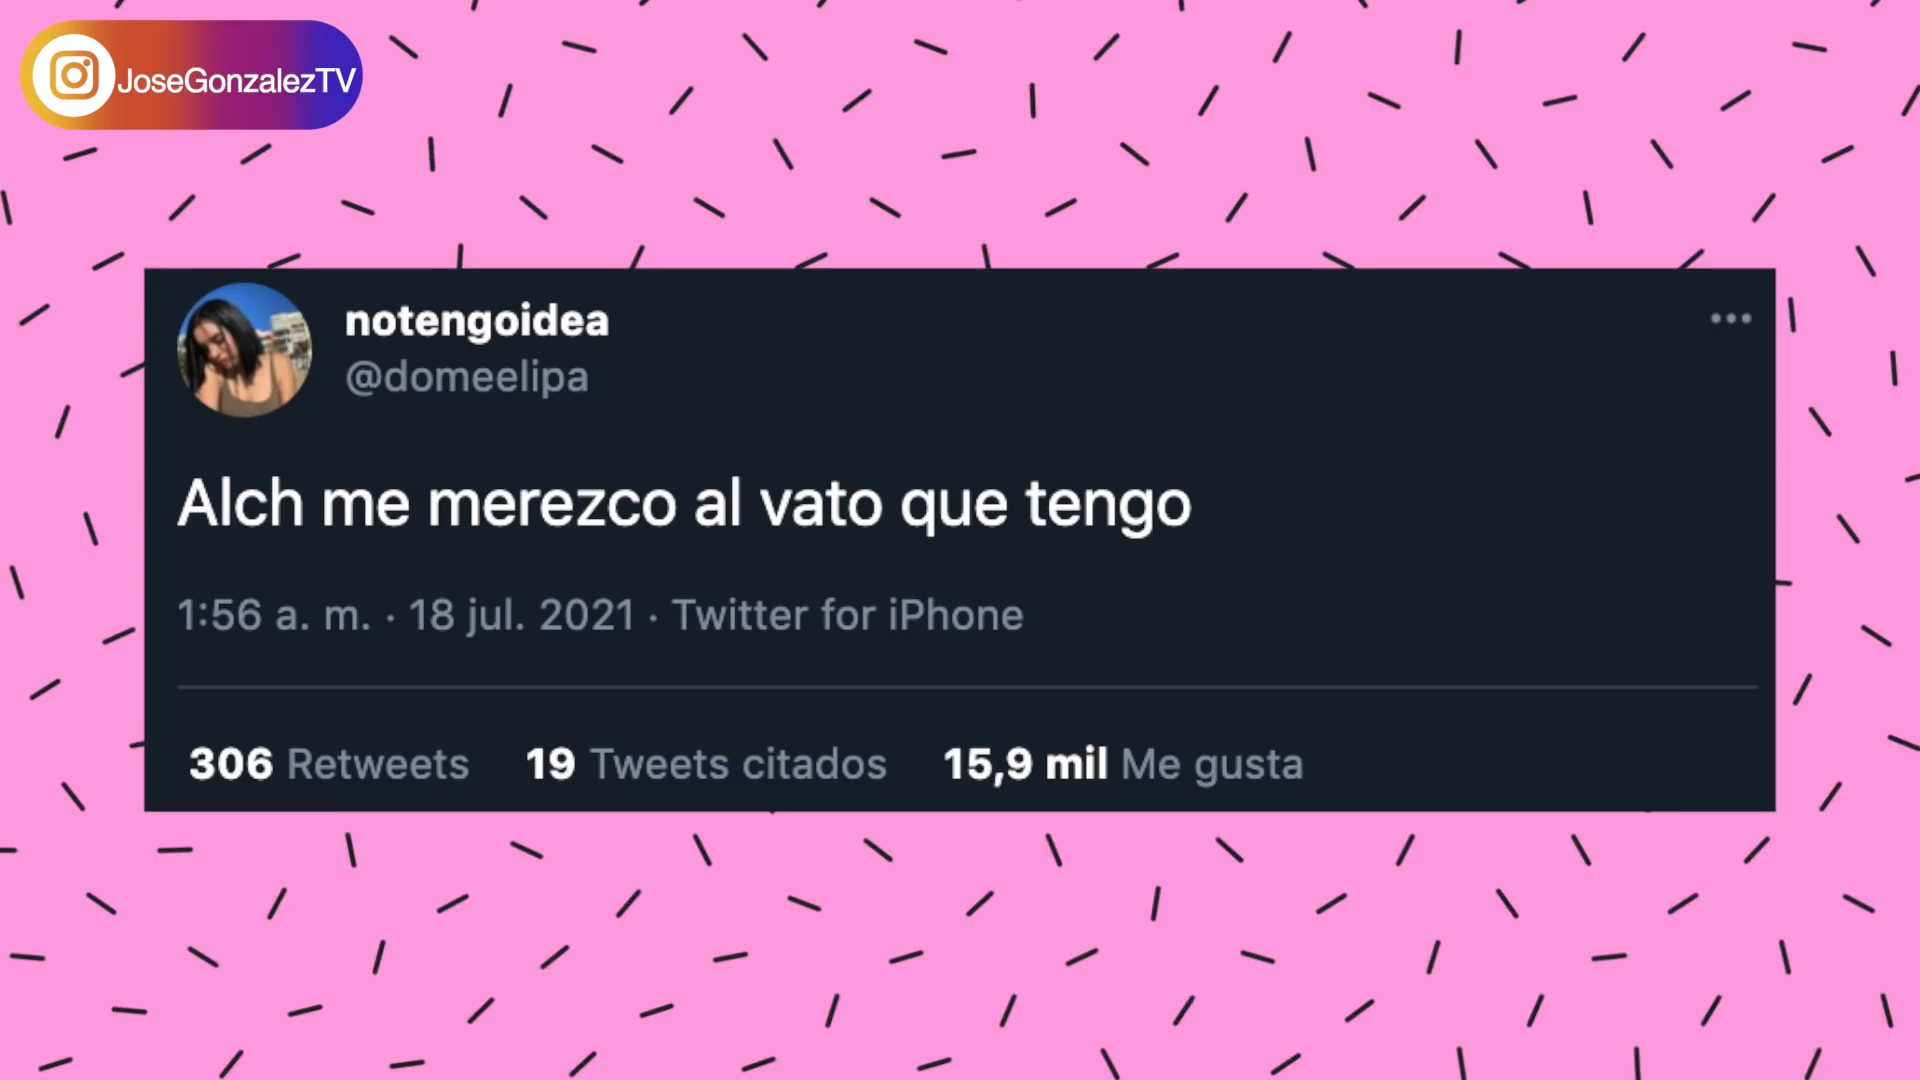 JoseGonzalezTV
notengoidea
@domeelipa
Alch me merezco al vato que tengo
1:56 a. m. · 18 jul. 2021 · Twitter for iPhone
306 Retweets 19 Tweets citados 15,9 mil Me gusta